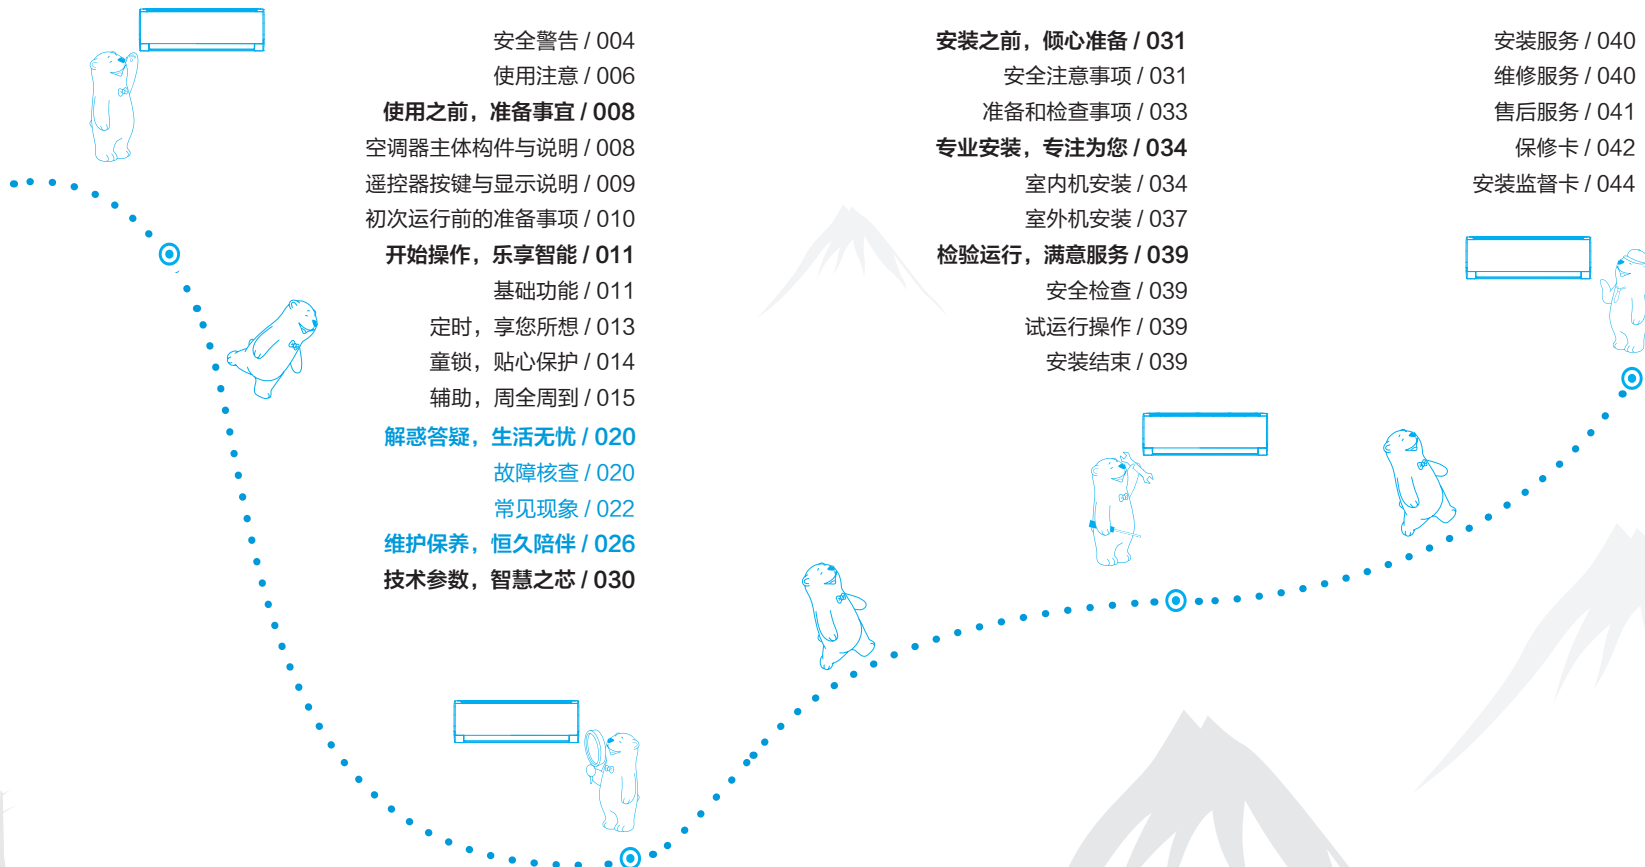 安全警告 / 004
使用注意 / 006
使用之前，准备事宜 / 008
空调器主体构件与说明 / 008
遥控器按键与显示说明 / 009
初次运行前的准备事项 / 010
开始操作，乐享智能 / 011
基础功能 / 011
定时，享您所想 / 013
童锁，贴心保护 / 014
辅助，周全周到 / 015
解惑答疑，生活无忧 / 020
故障核查 / 020
常见现象 / 022
维护保养，恒久陪伴 / 026
技术参数，智慧之芯 / 030
安装之前，倾心准备 / 031
安全注意事项 / 031
准备和检查事项 / 033
专业安装，专注为您 / 034
室内机安装 / 034
室外机安装 / 037
检验运行，满意服务 / 039
安全检查 / 039
试运行操作 / 039
安装结束 / 039
安装服务 / 040
维修服务 / 040
售后服务 / 041
保修卡 / 042
安装监督卡 / 044